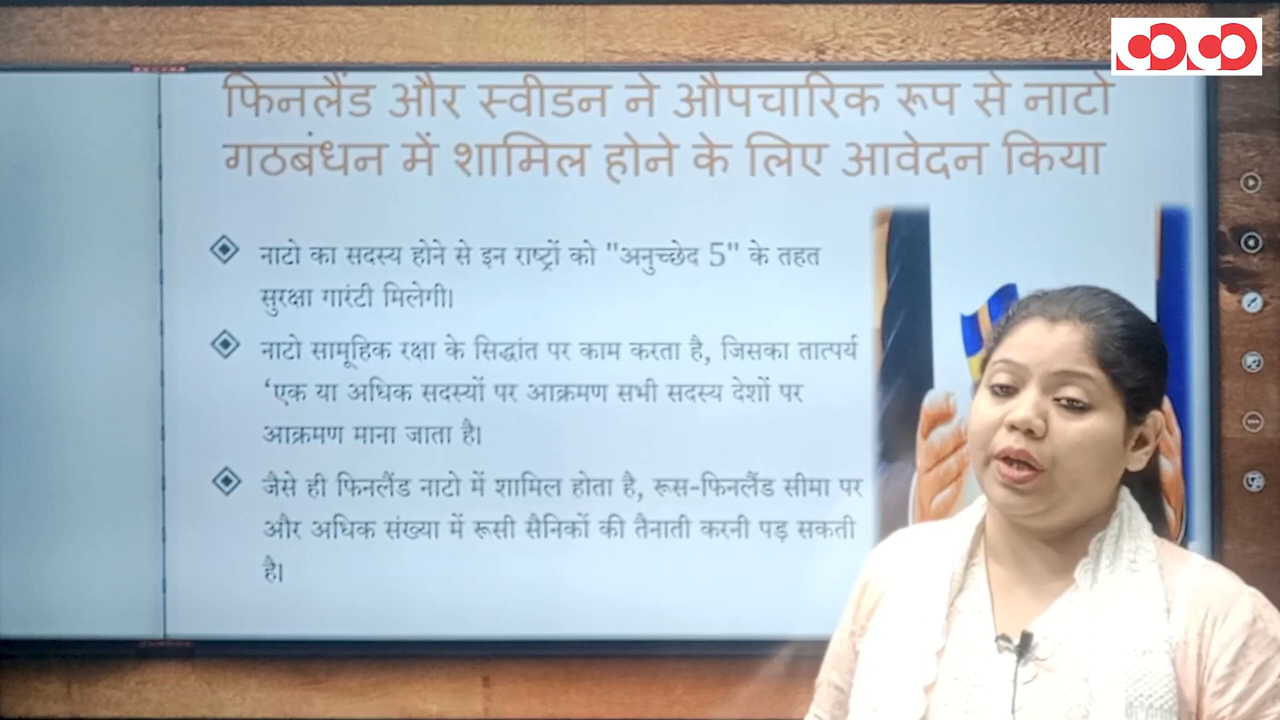 फिनलैंड और स्वीडन ने औपचारिक रूप से नाटो
गठबंधन में शामिल होने के लिए आवेदन किया
नाटो का सदस्य होने से इन राष्ट्रों को "अनुच्छेद 5" के तहत
सुरक्षा गारंटी मिलेगी।
नाटो सामूहिक रक्षा के सिद्धांत पर काम करता है, जिसका तात्पर्य
‘एक या अधिक सदस्यों पर आक्रमण सभी सदस्य देशों पर
आक्रमण माना जाता है।
जैसे ही फिनलैंड नाटो में शामिल होता है, रूस-फिनलैंड सीमा पर
और अधिक संख्या में रूसी सैनिकों की तैनाती करनी पड़ सकती
है।